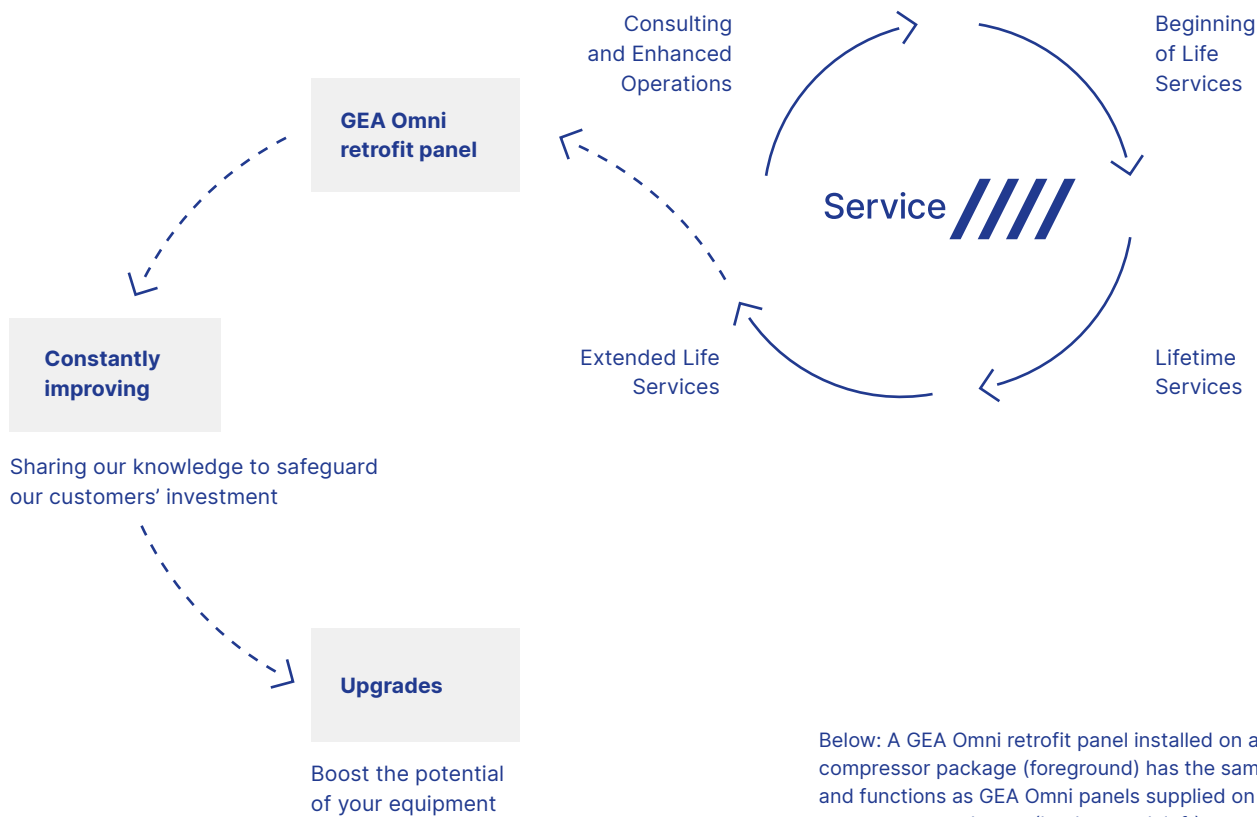 Consulting
and Enhanced
Operations
Beginning
of Life
Services
GEA Omni
retrofit panel
Service
Constantly
improving
Extended Life
Services
Lifetime
Services
Sharing our knowledge to safeguard
our customers’ investment
Upgrades
Boost the potential
of your equipment
Below: A GEA Omni retrofit panel installed on a
compressor package (foreground) has the sam
and functions as GEA Omni panels supplied on